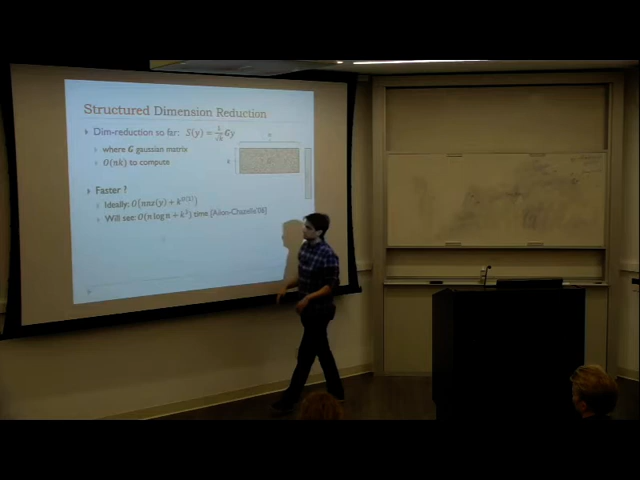 Structured Dimension Reduction
Dim-reduction so far: S(y) = 1/√k Gy
where G gaussian matrix
O(nk) to compute
n
k
Faster ?
Ideally: O(nnz(y) + k^O(1))
Will see: O(n log n + k^3) time [Ailon-Chazelle'06]